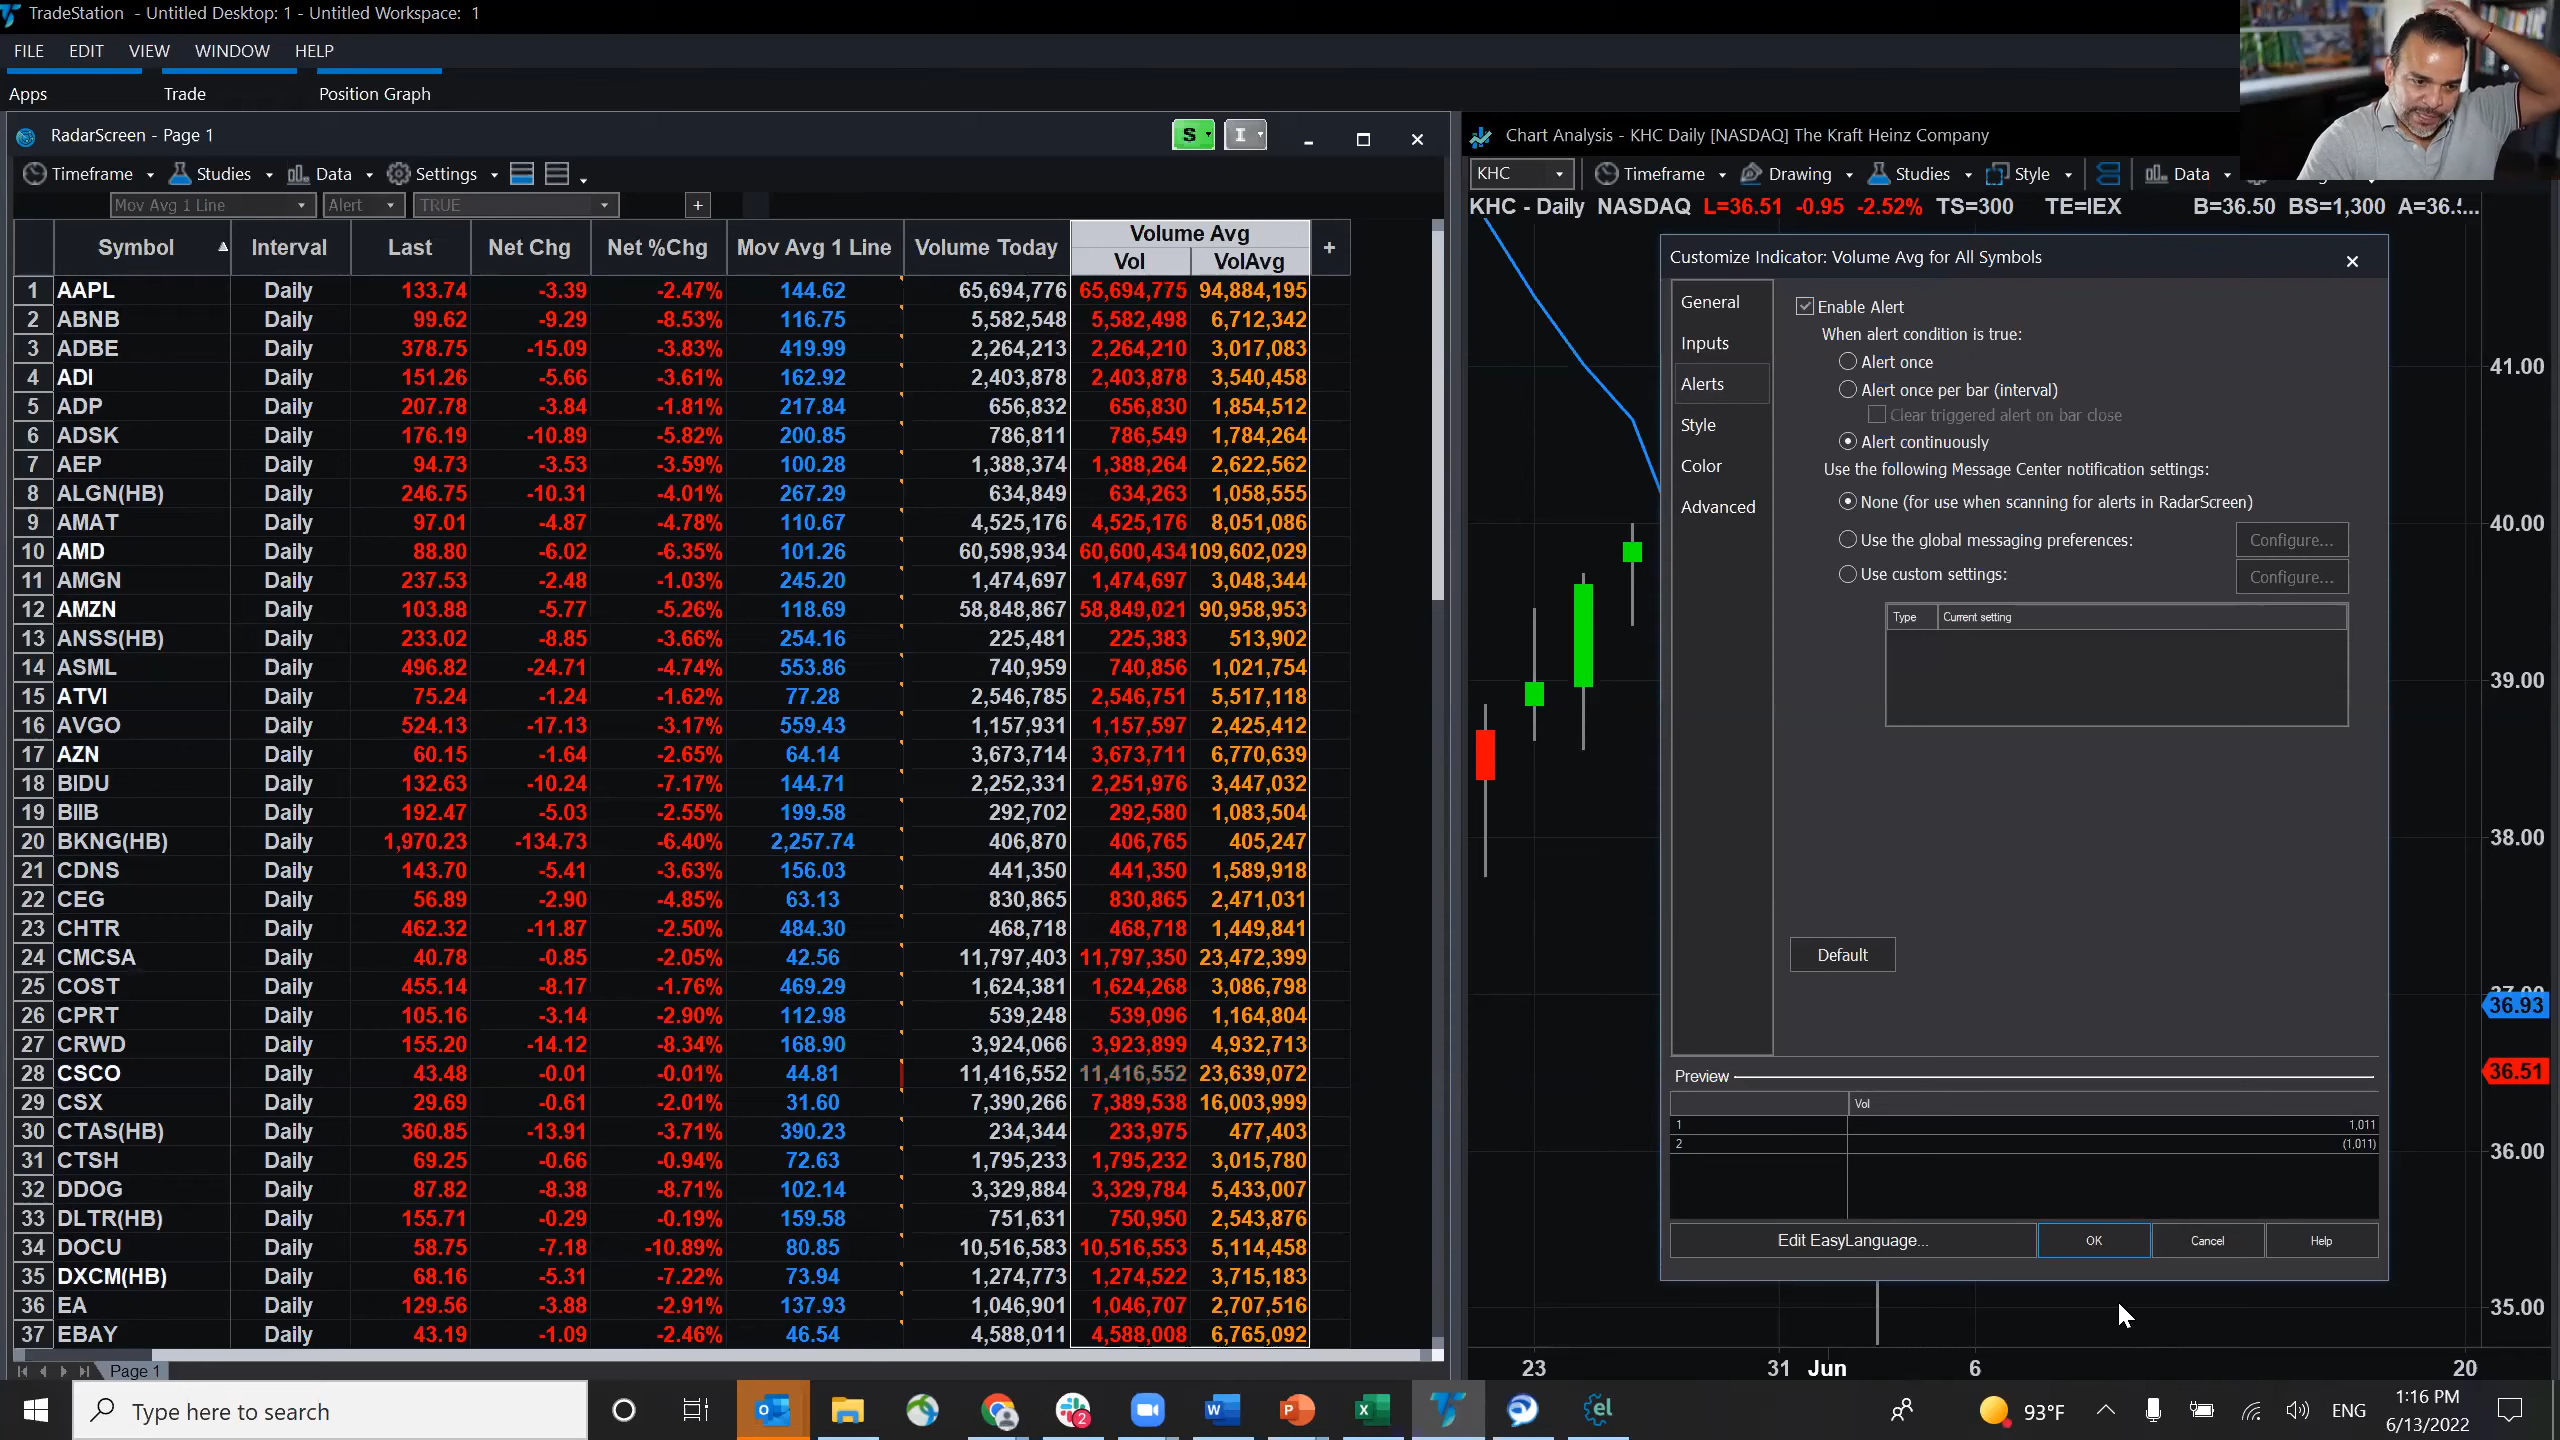 TradeStation - Untitled Desktop: 1 - Untitled Workspace: 1
FILE EDIT VIEW WINDOW HELP
Apps Trade Position Graph
RadarScreen - Page 1
S I
Timeframe Studies Data Settings
Mov Avg 1 Line Alert TRUE +
Symbol Interval Last Net Chg Net %Chg Mov Avg 1 Line Volume Today Volume Avg +
Vol VolAvg
1 AAPL Daily 133.74 -3.39 -2.47% 144.62 65,694,776 65,694,775 94,884,195
2 ABNB Daily 99.62 -9.29 -8.53% 116.75 5,582,548 5,582,498 6,712,342
3 ADBE Daily 378.75 -15.09 -3.83% 419.99 2,264,213 2,264,210 3,017,083
4 ADI Daily 151.26 -5.66 -3.61% 162.92 2,403,878 2,403,878 3,540,458
5 ADP Daily 207.78 -3.84 -1.81% 217.84 656,832 656,830 1,854,512
6 ADSK Daily 176.19 -10.89 -5.82% 200.85 786,811 786,549 1,784,264
7 AEP Daily 94.73 -3.53 -3.59% 100.28 1,388,374 1,388,264 2,622,562
8 ALGN(HB) Daily 246.75 -10.31 -4.01% 267.29 634,849 634,263 1,058,555
9 AMAT Daily 97.01 -4.87 -4.78% 110.67 4,525,176 4,525,176 8,051,086
10 AMD Daily 88.80 -6.02 -6.35% 101.26 60,598,934 60,600,434 109,602,029
11 AMGN Daily 237.53 -2.48 -1.03% 245.20 1,474,697 1,474,697 3,048,344
12 AMZN Daily 103.88 -5.77 -5.26% 118.69 58,848,867 58,849,021 90,958,953
13 ANSS(HB) Daily 233.02 -8.85 -3.66% 254.16 225,481 225,383 513,902
14 ASML Daily 496.82 -24.71 -4.74% 553.86 740,959 740,856 1,021,754
15 ATVI Daily 75.24 -1.24 -1.62% 77.28 2,546,785 2,546,751 5,517,118
16 AVGO Daily 524.13 -17.13 -3.17% 559.43 1,157,931 1,157,597 2,425,412
17 AZN Daily 60.15 -1.64 -2.65% 64.14 3,673,714 3,673,711 6,770,639
18 BIDU Daily 132.63 -10.24 -7.17% 144.71 2,252,331 2,251,976 3,447,032
19 BIIB Daily 192.47 -5.03 -2.55% 199.58 292,702 292,580 1,083,504
20 BKNG(HB) Daily 1,970.23 -134.73 -6.40% 2,257.74 406,870 406,765 405,247
21 CDNS Daily 143.70 -5.41 -3.63% 156.03 441,350 441,350 1,589,918
22 CEG Daily 56.89 -2.90 -4.85% 63.13 830,865 830,865 2,471,031
23 CHTR Daily 462.32 -11.87 -2.50% 484.30 468,718 468,718 1,449,841
24 CMCSA Daily 40.78 -0.85 -2.05% 42.56 11,797,403 11,797,350 23,472,399
25 COST Daily 455.14 -8.17 -1.76% 469.29 1,624,381 1,624,268 3,086,798
26 CPRT Daily 105.16 -3.14 -2.90% 112.98 539,248 539,096 1,164,804
27 CRWD Daily 155.20 -14.12 -8.34% 168.90 3,924,066 3,923,899 4,932,713
28 CSCO Daily 43.48 -0.01 -0.01% 44.81 11,416,552 11,416,552 23,639,072
29 CSX Daily 29.69 -0.61 -2.01% 31.60 7,390,266 7,389,538 16,003,999
30 CTAS(HB) Daily 360.85 -13.91 -3.71% 390.23 234,344 233,975 477,403
31 CTSH Daily 69.25 -0.66 -0.94% 72.63 1,795,233 1,795,232 3,015,780
32 DDOG Daily 87.82 -8.38 -8.71% 102.14 3,329,884 3,329,784 5,433,007
33 DLTR(HB) Daily 155.71 -0.29 -0.19% 159.58 751,631 750,950 2,543,876
34 DOCU Daily 58.75 -7.18 -10.89% 80.85 10,516,583 10,516,553 5,114,458
35 DXCM(HB) Daily 68.16 -5.31 -7.22% 73.94 1,274,773 1,274,522 3,715,183
36 EA Daily 129.56 -3.88 -2.91% 137.93 1,046,901 1,046,707 2,707,516
37 EBAY Daily 43.19 -1.09 -2.46% 46.54 4,588,011 4,588,008 6,765,092
Page 1
Chart Analysis - KHC Daily [NASDAQ] The Kraft Heinz Company
KHC Timeframe Drawing Studies Style Data
KHC - Daily NASDAQ L=36.51 -0.95 -2.52% TS=300 TE=IEX B=36.50 BS=1,300
Customize Indicator: Volume Avg for All Symbols
General
Inputs
Alerts
Style
Color
Advanced
Enable Alert
When alert condition is true:
Alert once
Alert once per bar (interval)
Clear triggered alert on bar close
Alert continuously
Use the following Message Center notification settings:
None (for use when scanning for alerts in RadarScreen)
Use the global messaging preferences: Configure...
Use custom settings: Configure...
Type Current setting
Default
Preview
Vol
1 1,011
2 (1,011)
Edit EasyLanguage... OK Cancel Help
41.00
40.00
39.00
38.00
36.93
36.51
36.00
35.00
23 31 Jun 6 20
Type here to search
2
93°F ENG
1:16 PM
6/13/2022